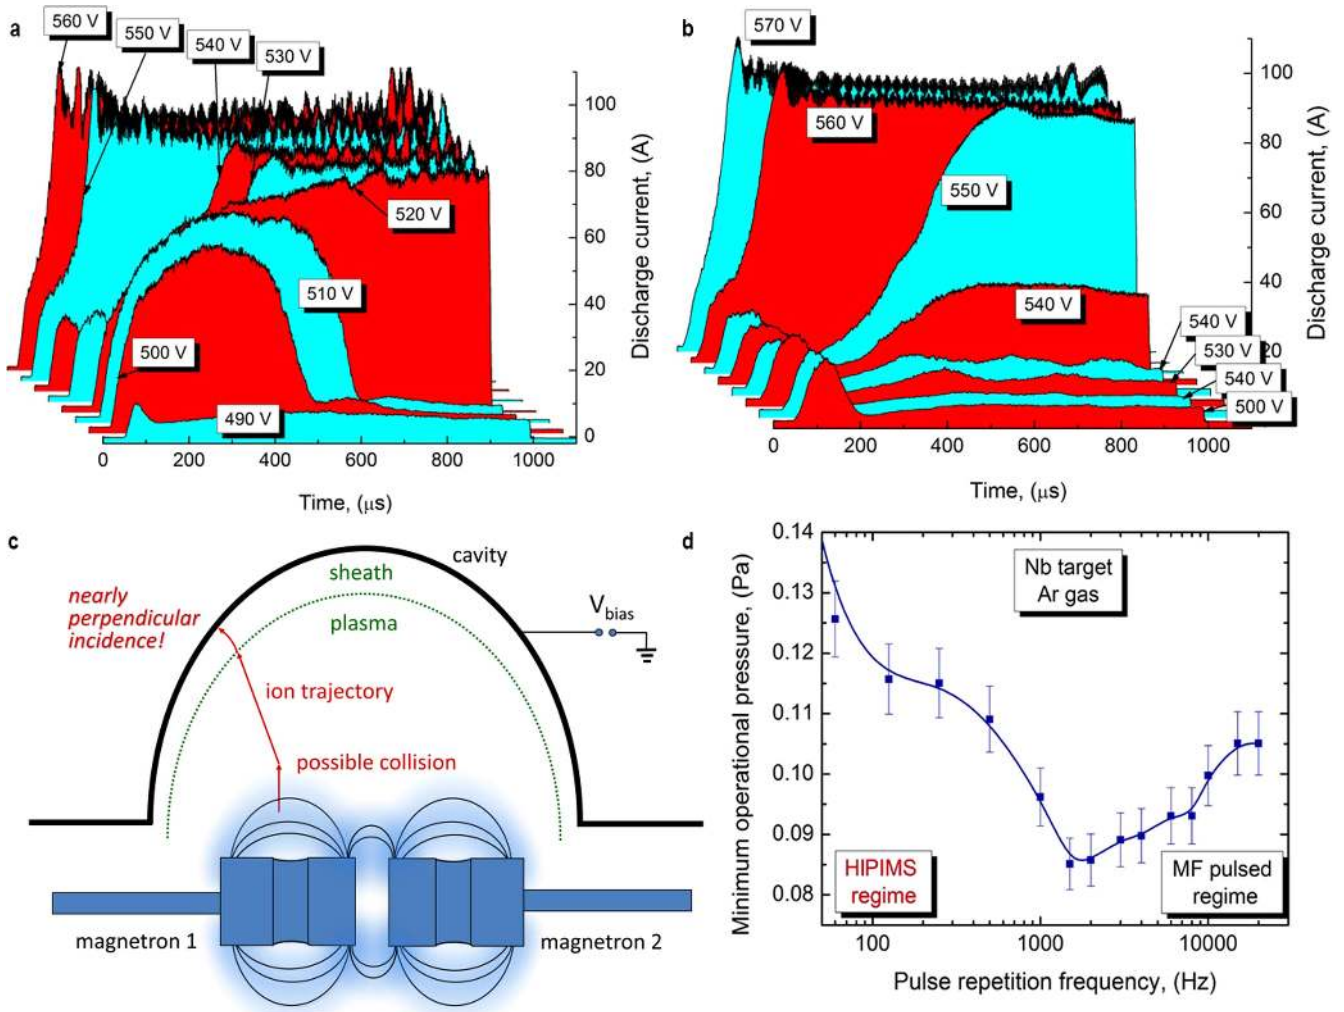 a
560 V
550 V
540 V
530 V
520 V
510 V
500 V
490 V
100
80
60
40
20
0
Discharge current, (A)
0 200 400 600 800 1000
Time, (μs)
b
570 V
560 V
550 V
540 V
540 V
530 V
540 V
500 V
100
80
60
40
20
0
Discharge current, (A)
0 200 400 600 800 1000
Time, (μs)
c
cavity
sheath
plasma
nearly
perpendicular
incidence!
Vbias
ion trajectory
possible collision
magnetron 1
magnetron 2
d
0.14
0.13
0.12
0.11
0.10
0.09
0.08
Minimum operational pressure, (Pa)
Nb target
Ar gas
HIPIMS
regime
MF pulsed
regime
100 1000 10000
Pulse repetition frequency, (Hz)